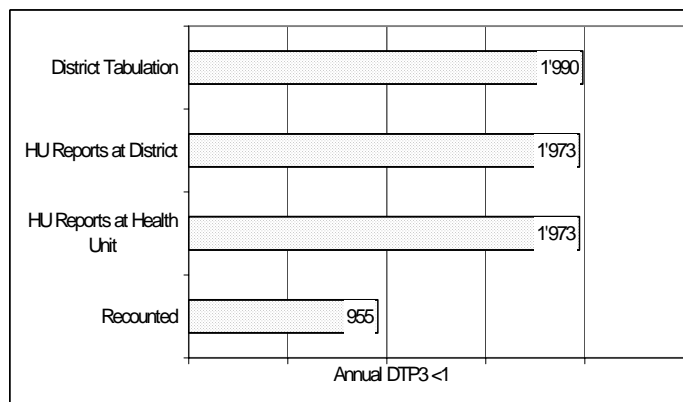 District Tabulation
1'990
HU Reports at District
1'973
HU Reports at Health
Unit
1'973
Recounted
955
Annual DTP3 <1